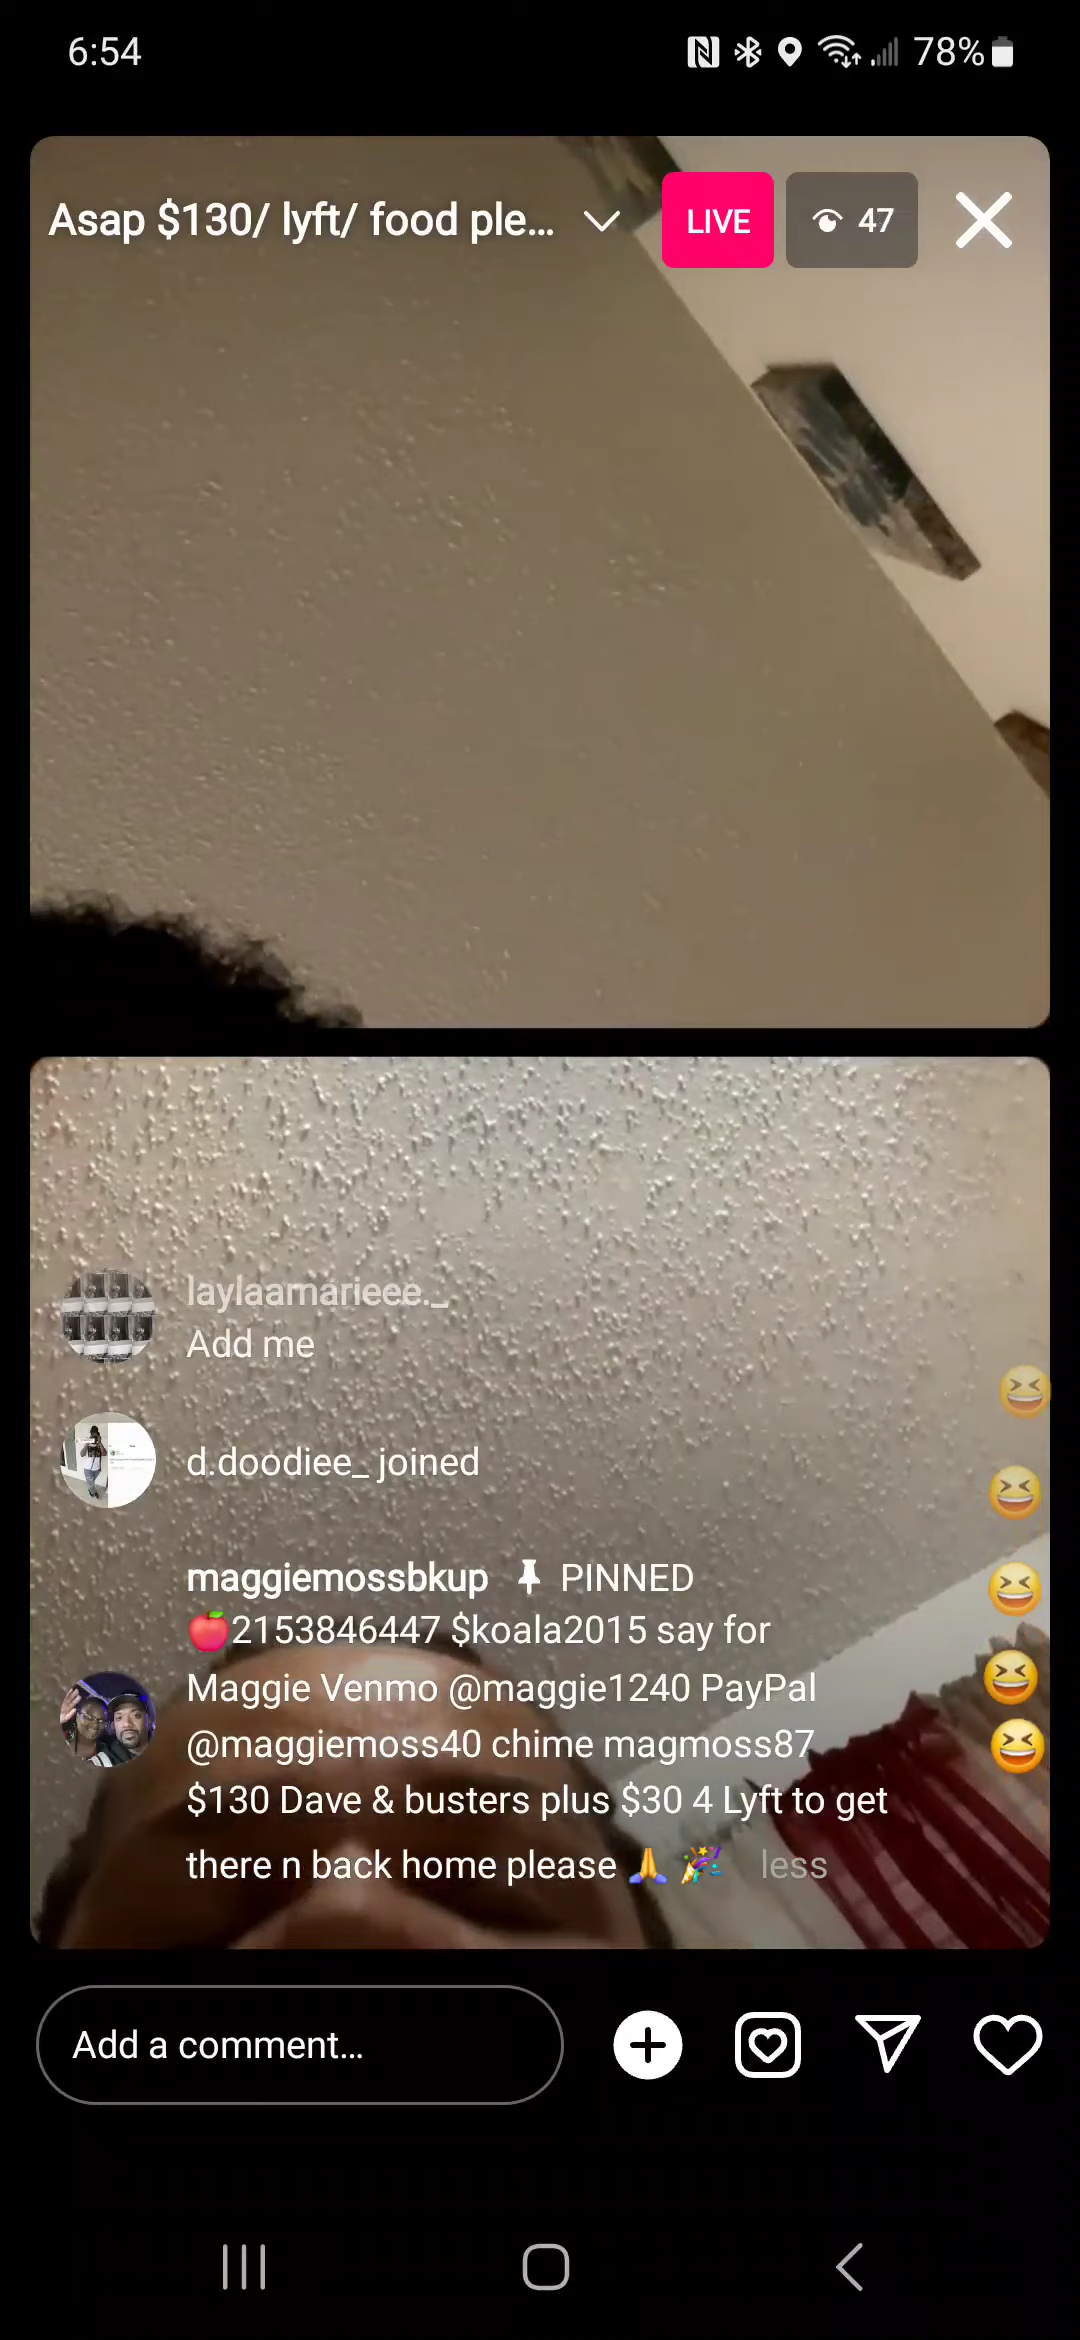 6:54
78%
Asap $130/ lyft/ food ple...
LIVE
47
laylaamarieee._
Add me
d.doodiee_ joined
maggiemossbkup PINNED
🍎2153846447 $koala2015 say for
Maggie Venmo @maggie1240 PayPal
@maggiemoss40 chime magmoss87
$130 Dave & busters plus $30 4 Lyft to get
there n back home please 🙏 🎉 less
Add a comment...